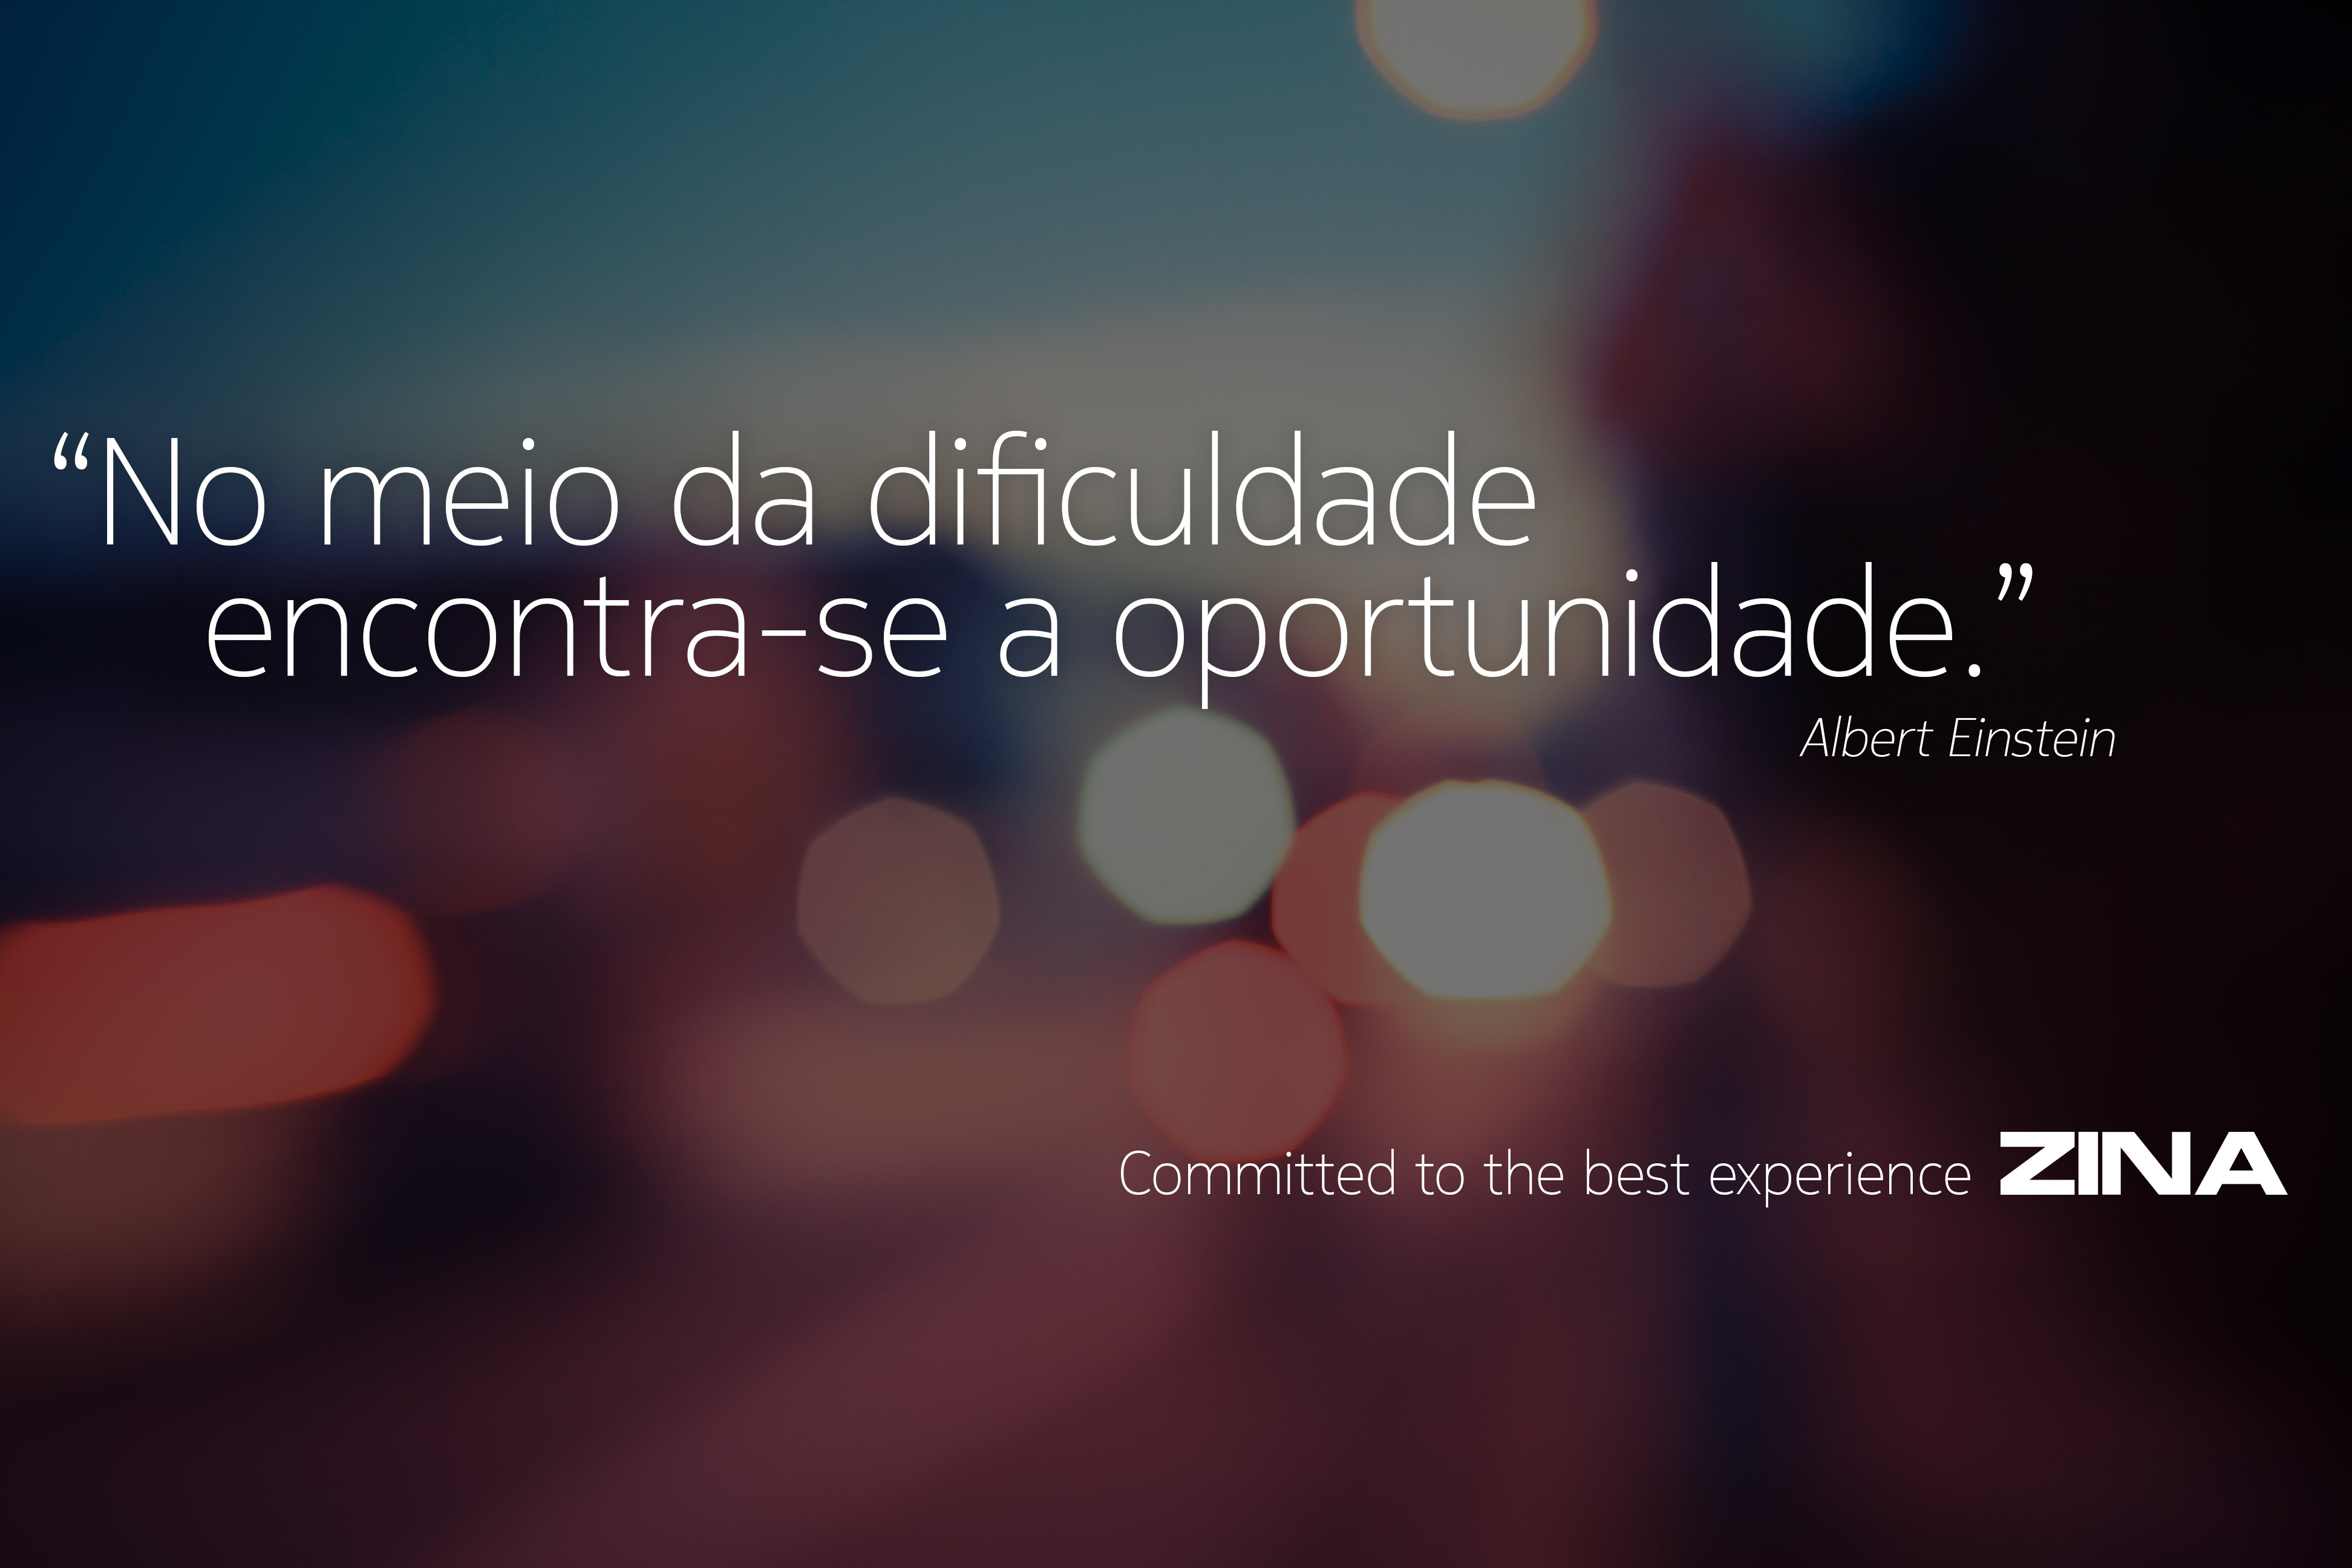 “No meio da dificuldade
encontra-se a oportunidade.”
Albert Einstein
Committed to the best experience ZINA